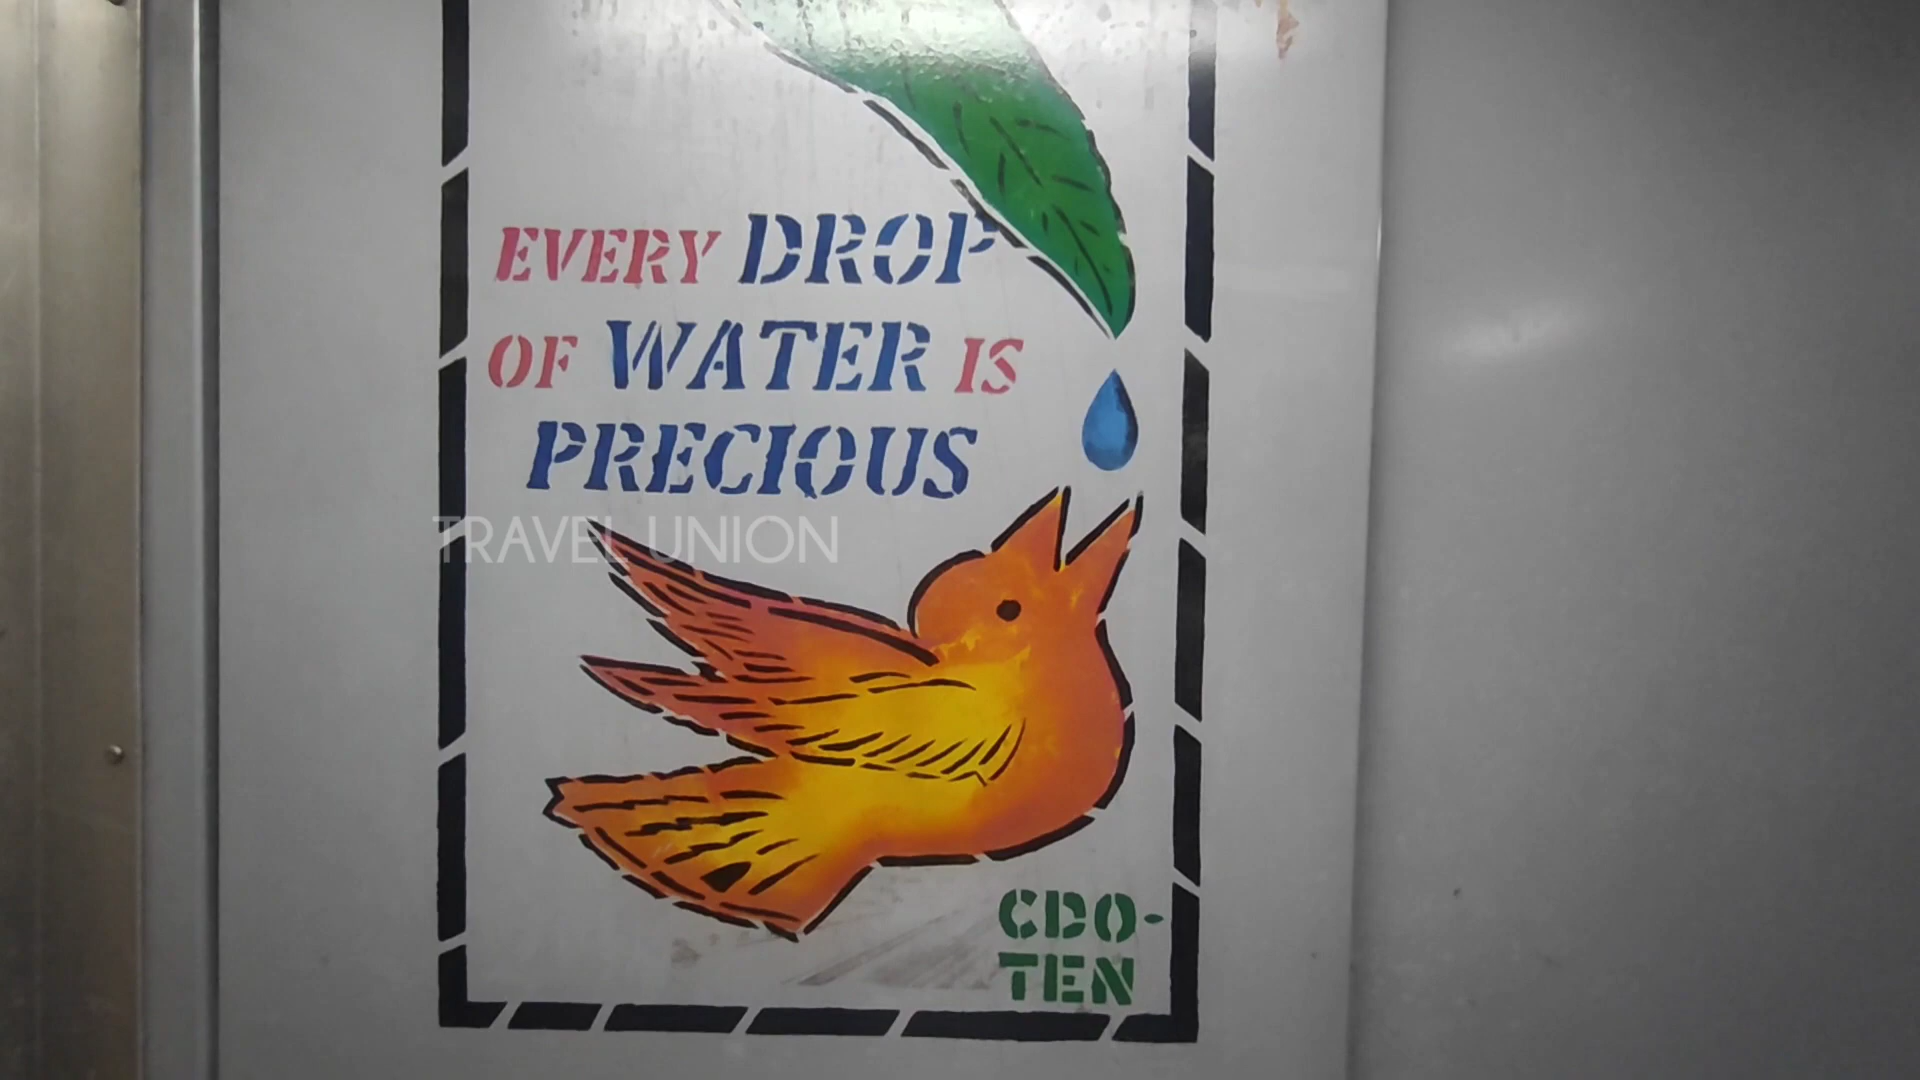 EVERY DROP
OF WATER IS
PRECIOUS
TRAVEL UNION
CDO-
TEN